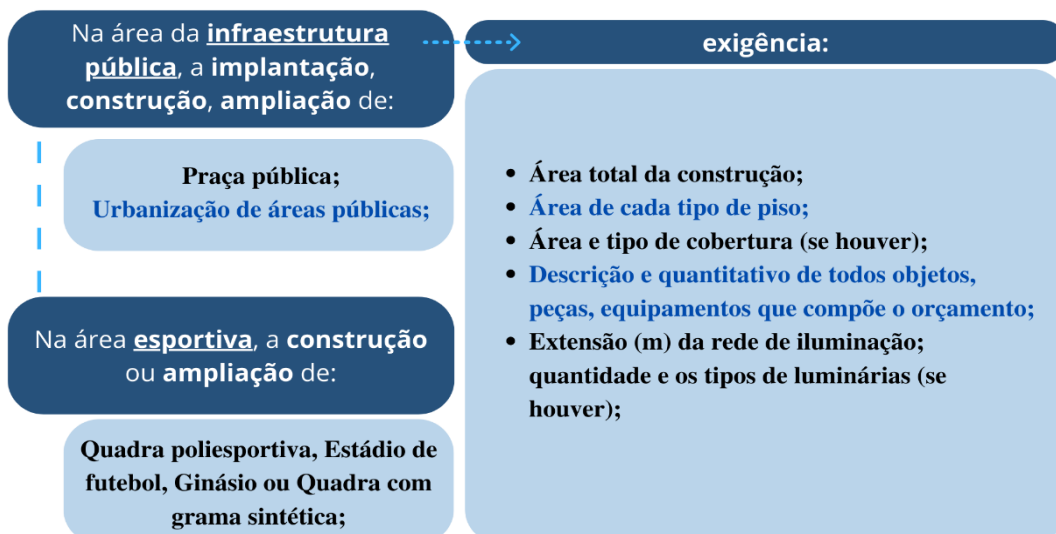 Na área da infraestrutura
pública, a implantação,
construção, ampliação de:
Praça pública;
Urbanização de áreas públicas;
Na área esportiva, a construção
ou ampliação de:
Quadra poliesportiva, Estádio de
futebol, Ginásio ou Quadra com
grama sintética;
exigência:
• Área total da construção;
• Área de cada tipo de piso;
• Área e tipo de cobertura (se houver);
• Descrição e quantitativo de todos objetos,
peças, equipamentos que compõe o orçamento;
• Extensão (m) da rede de iluminação;
quantidade e os tipos de luminárias (se
houver);